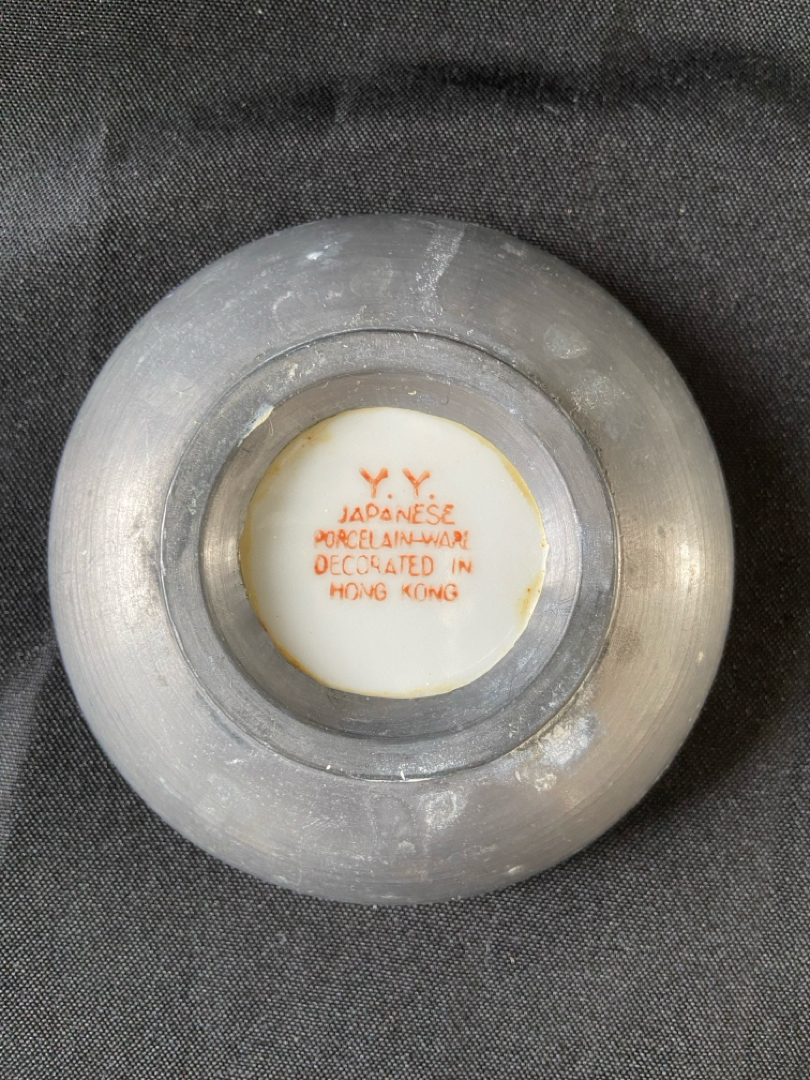 Y. Y.
JAPANESE
PORCELAIN-WARE
DECORATED IN
HONG KONG